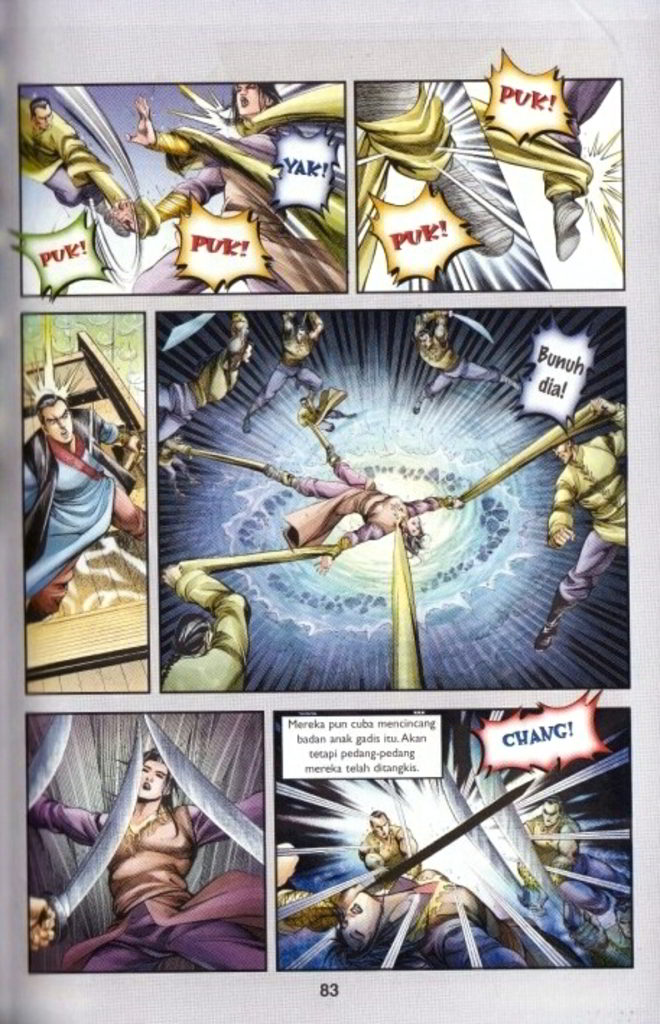 YAK!
PUK!
PUK!
PUK!
PUK!
Bunuh
dia!
Mereka pun cuba mencincang
badan anak gadis itu. Akan
tetapi pedang-pedang
mereka telah ditangkis.
CHANG!
83